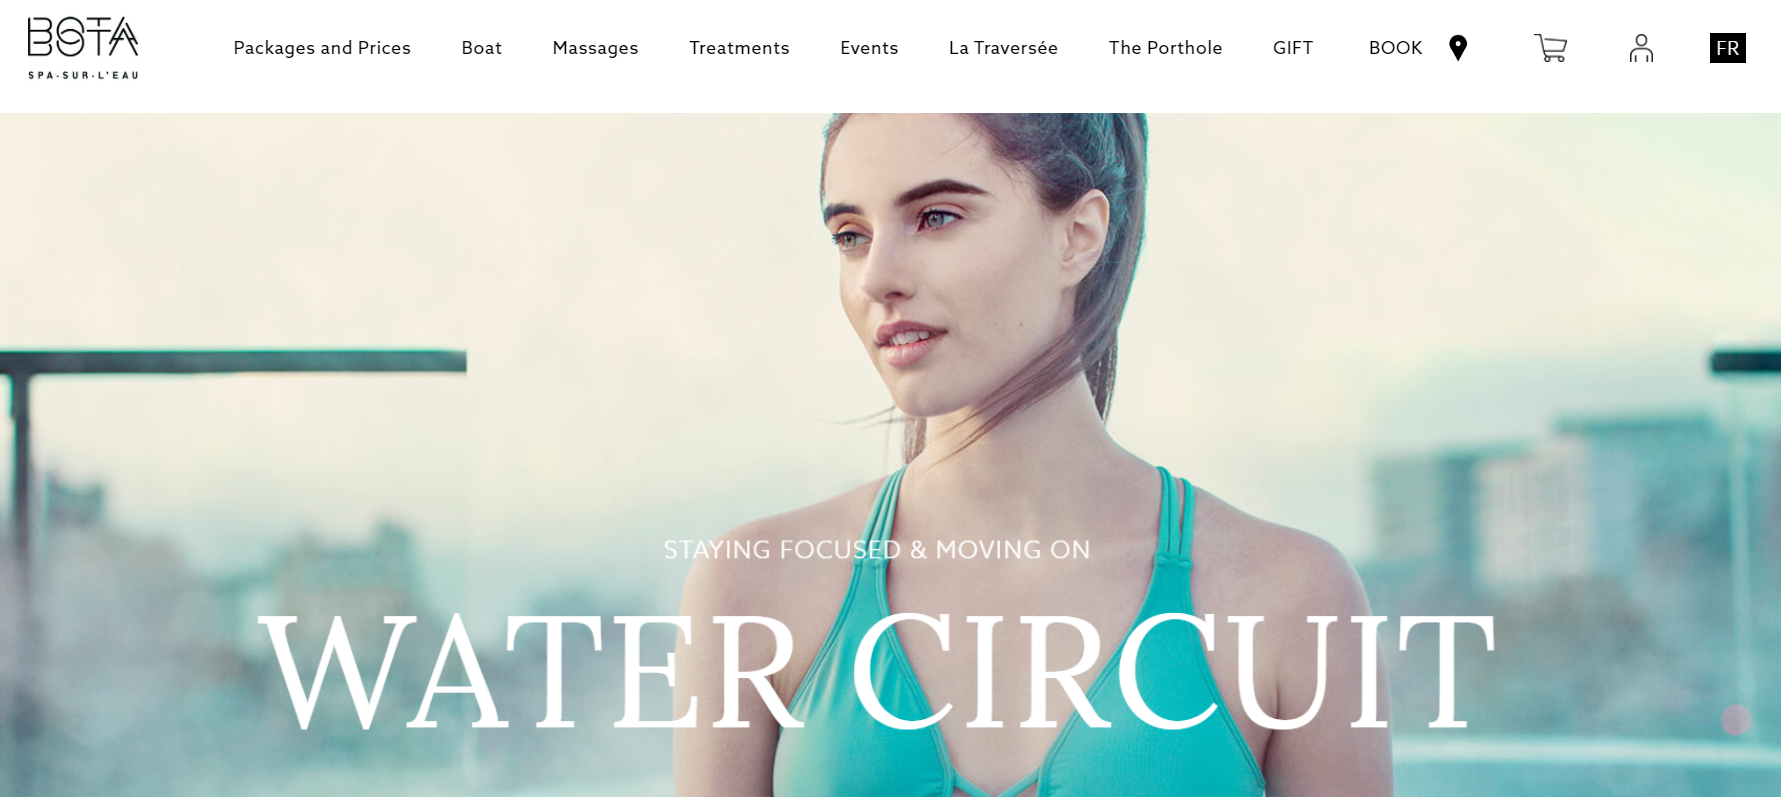 BOTA
SPA·SUR·L'EAU
Packages and Prices
Boat
Massages
Treatments
Events
La Traversée
The Porthole
GIFT
BOOK
FR
STAYING FOCUSED & MOVING ON
WATER CIRCUIT